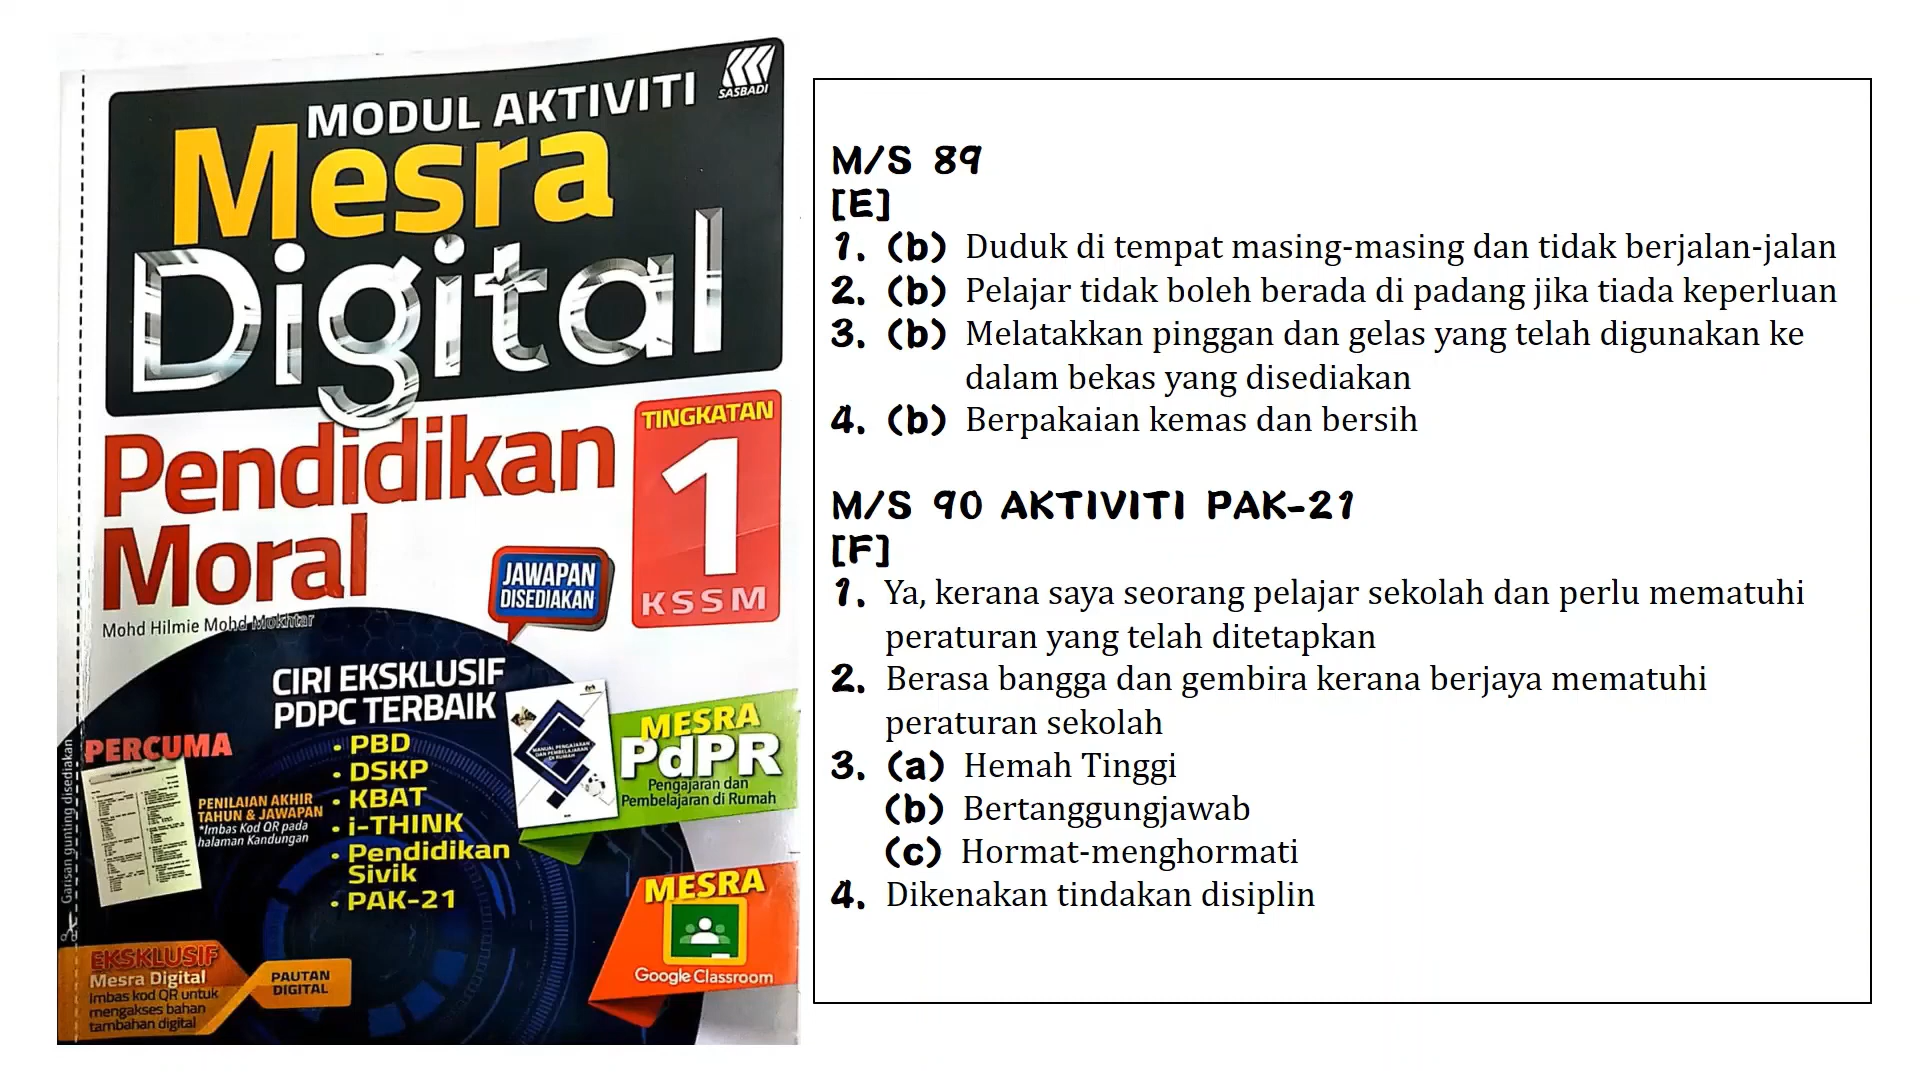 SASBADI
MODUL AKTIVITI
Mesra
Digital
Pendidikan
Moral
TINGKATAN
1
KSSM
JAWAPAN
DISEDIAKAN
Mohd Hilmie Mohd Mokhtar
CIRI EKSKLUSIF
PDPC TERBAIK
• PBD
• DSKP
• KBAT
• i-THINK
• Pendidikan
Sivik
• PAK-21
MANUAL PENGAJARAN
DAN PEMBELAJARAN
DI RUMAH
MESRA
PdPR
Pengajaran dan
Pembelajaran di Rumah
PERCUMA
PENILAIAN AKHIR
TAHUN & JAWAPAN
*Imbas Kod QR pada
halaman Kandungan
Garisan gunting disediakan
MESRA
Google Classroom
EKSKLUSIF
Mesra Digital
Imbas kod QR untuk
mengakses bahan
tambahan digital
PAUTAN
DIGITAL
M/S 89
[E]
1. (b) Duduk di tempat masing-masing dan tidak berjalan-jalan
2. (b) Pelajar tidak boleh berada di padang jika tiada keperluan
3. (b) Melatakkan pinggan dan gelas yang telah digunakan ke
dalam bekas yang disediakan
4. (b) Berpakaian kemas dan bersih
M/S 90 AKTIVITI PAK-21
[F]
1. Ya, kerana saya seorang pelajar sekolah dan perlu mematuhi
peraturan yang telah ditetapkan
2. Berasa bangga dan gembira kerana berjaya mematuhi
peraturan sekolah
3. (a) Hemah Tinggi
(b) Bertanggungjawab
(c) Hormat-menghormati
4. Dikenakan tindakan disiplin